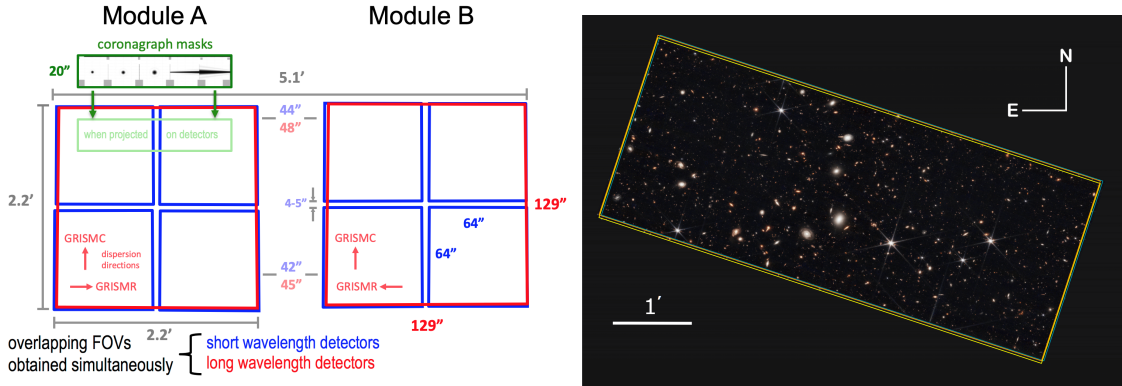 Module A
Module B
coronagraph masks
20”
5.1’
44”
48”
when projected
on detectors
2.2’
4-5”
129”
64”
64”
GRISMC
dispersion
directions
GRISMR
42”
45”
GRISMC
GRISMR
129”
2.2’
overlapping FOVs
obtained simultaneously
short wavelength detectors
long wavelength detectors
N
E
1′